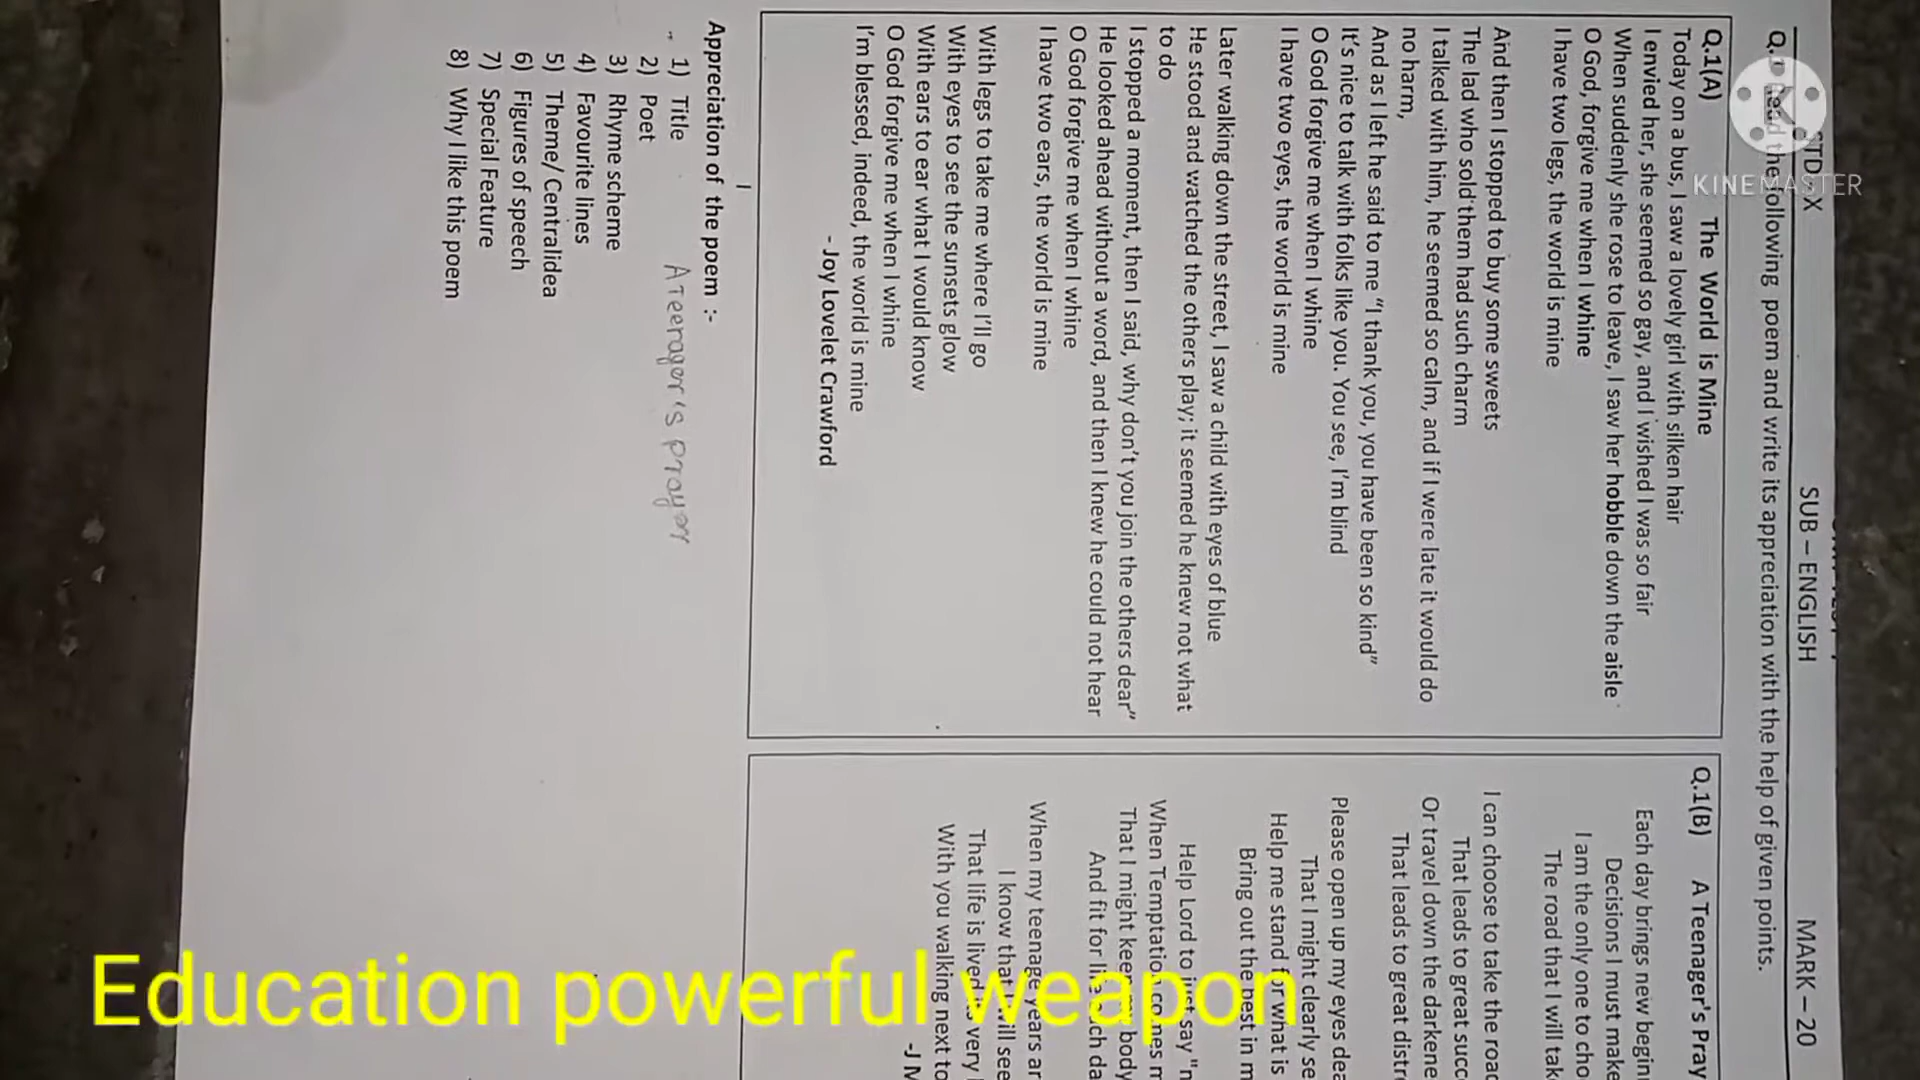 STD X
SUB – ENGLISH
MARK – 20
Read the following poem and write its appreciation with the help of given points.
Q.1(A) The World is Mine
Today on a bus, I saw a lovely girl with silken hair
I envied her, she seemed so gay, and I wished I was so fair
When suddenly she rose to leave, I saw her hobble down the aisle
O God, forgive me when I whine
I have two legs, the world is mine
And then I stopped to buy some sweets
The lad who sold them had such charm
I talked with him, he seemed so calm, and if I were late it would do
no harm,
And as I left he said to me “I thank you, you have been so kind”
It’s nice to talk with folks like you. You see, I’m blind
O God forgive me when I whine
I have two eyes, the world is mine
Later walking down the street, I saw a child with eyes of blue
He stood and watched the others play; it seemed he knew not what
to do
I stopped a moment, then I said, why don’t you join the others dear”
He looked ahead without a word, and then I knew he could not hear
O God forgive me when I whine
I have two ears, the world is mine
With legs to take me where I’ll go
With eyes to see the sunsets glow
With ears to ear what I would know
O God forgive me when I whine
I’m blessed, indeed, the world is mine
- Joy Lovelet Crawford
Q.1(B) A Teenager's Pray
Each day brings new begin
Decisions I must make
I am the only one to cho
The road that I will tak
I can choose to take the road
That leads to great succ
Or travel down the darkene
That leads to great distr
Please open up my eyes dea
That I might clearly se
Help me stand for what is
Bring out the best in m
Help Lord to just say "n
When Temptation comes m
That I might keep my body
And fit for life each da
When my teenage years ar
I know that I will see
That life is lived its very
With you walking next to
-J M
Appreciation of the poem :-
1) Title A Teenager's prayer
2) Poet
3) Rhyme scheme
4) Favourite lines
5) Theme/ Centralidea
6) Figures of speech
7) Special Feature
8) Why I like this poem
KINEMASTER
Education powerful weapon